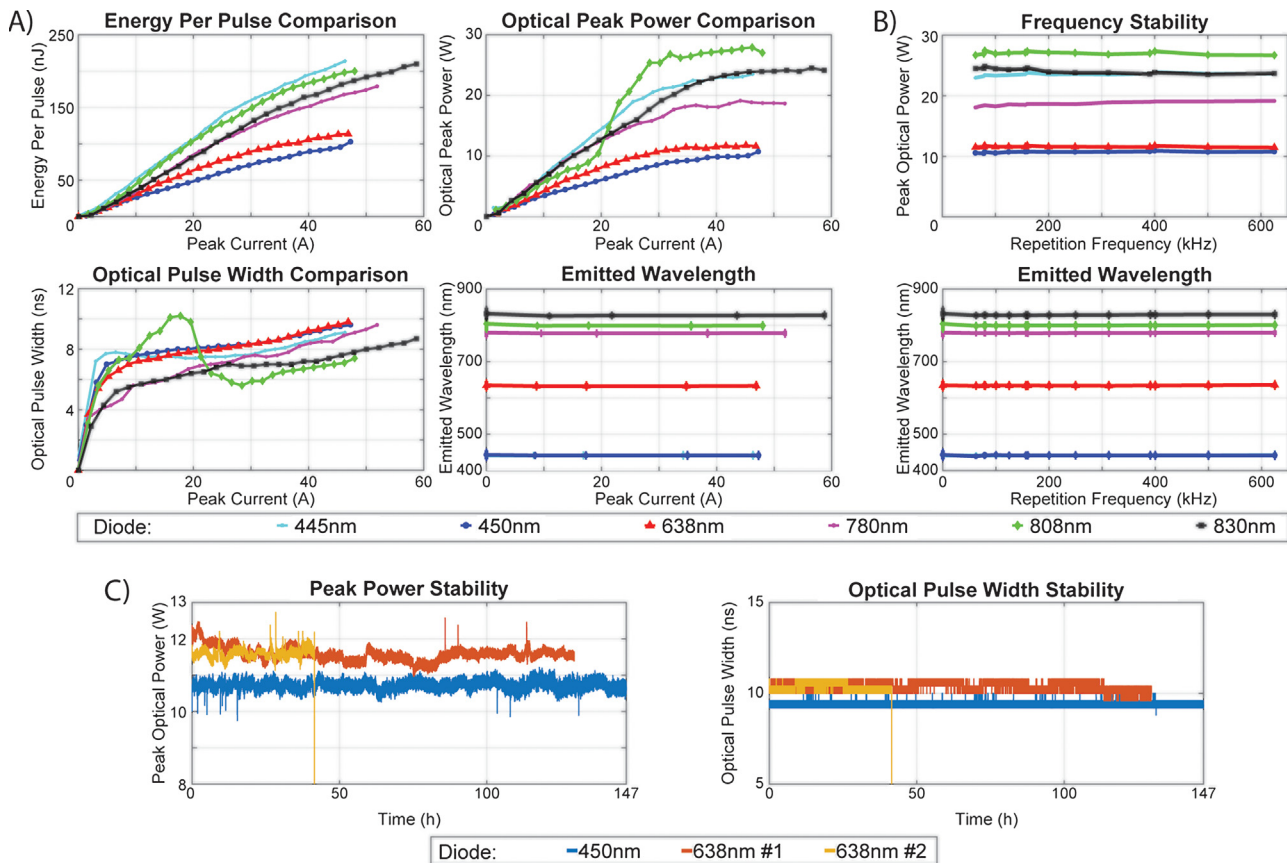 A)
Energy Per Pulse Comparison
Energy Per Pulse (nJ)
250
150
50
0 20 40 60
Peak Current (A)
Optical Peak Power Comparison
Optical Peak Power (W)
30
20
10
0
0 20 40 60
Peak Current (A)
B)
Frequency Stability
Peak Optical Power (W)
30
20
10
0 200 400 600
Repetition Frequency (kHz)
Optical Pulse Width Comparison
Optical Pulse Width (ns)
12
8
4
0 20 40 60
Peak Current (A)
Emitted Wavelength
Emitted Wavelength (nm)
900
700
500
400
0 20 40 60
Peak Current (A)
Emitted Wavelength
Emitted Wavelength (nm)
900
700
500
400
0 200 400 600
Repetition Frequency (kHz)
Diode: 445nm 450nm 638nm 780nm 808nm 830nm
C)
Peak Power Stability
Peak Optical Power (W)
13
12
10
8
0 50 100 147
Time (h)
Optical Pulse Width Stability
Optical Pulse Width (ns)
15
10
5
0 50 100 147
Time (h)
Diode: 450nm 638nm #1 638nm #2